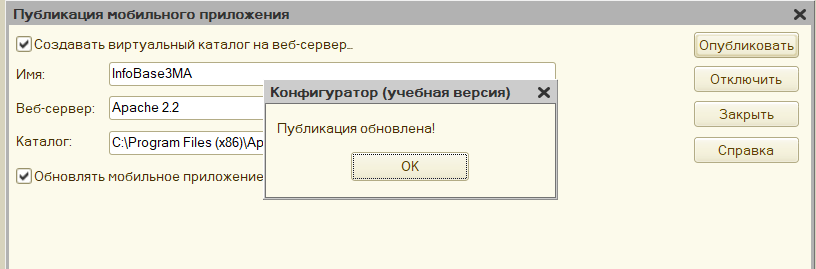 Публикация мобильного приложения
Создавать виртуальный каталог на веб-сервер...
Опубликовать
Имя:
InfoBase3MA
Отключить
Конфигуратор (учебная версия)
Веб-сервер:
Apache 2.2
Закрыть
Публикация обновлена!
Каталог:
C:\Program Files (x86)\Ap
Справка
OK
Обновлять мобильное приложение